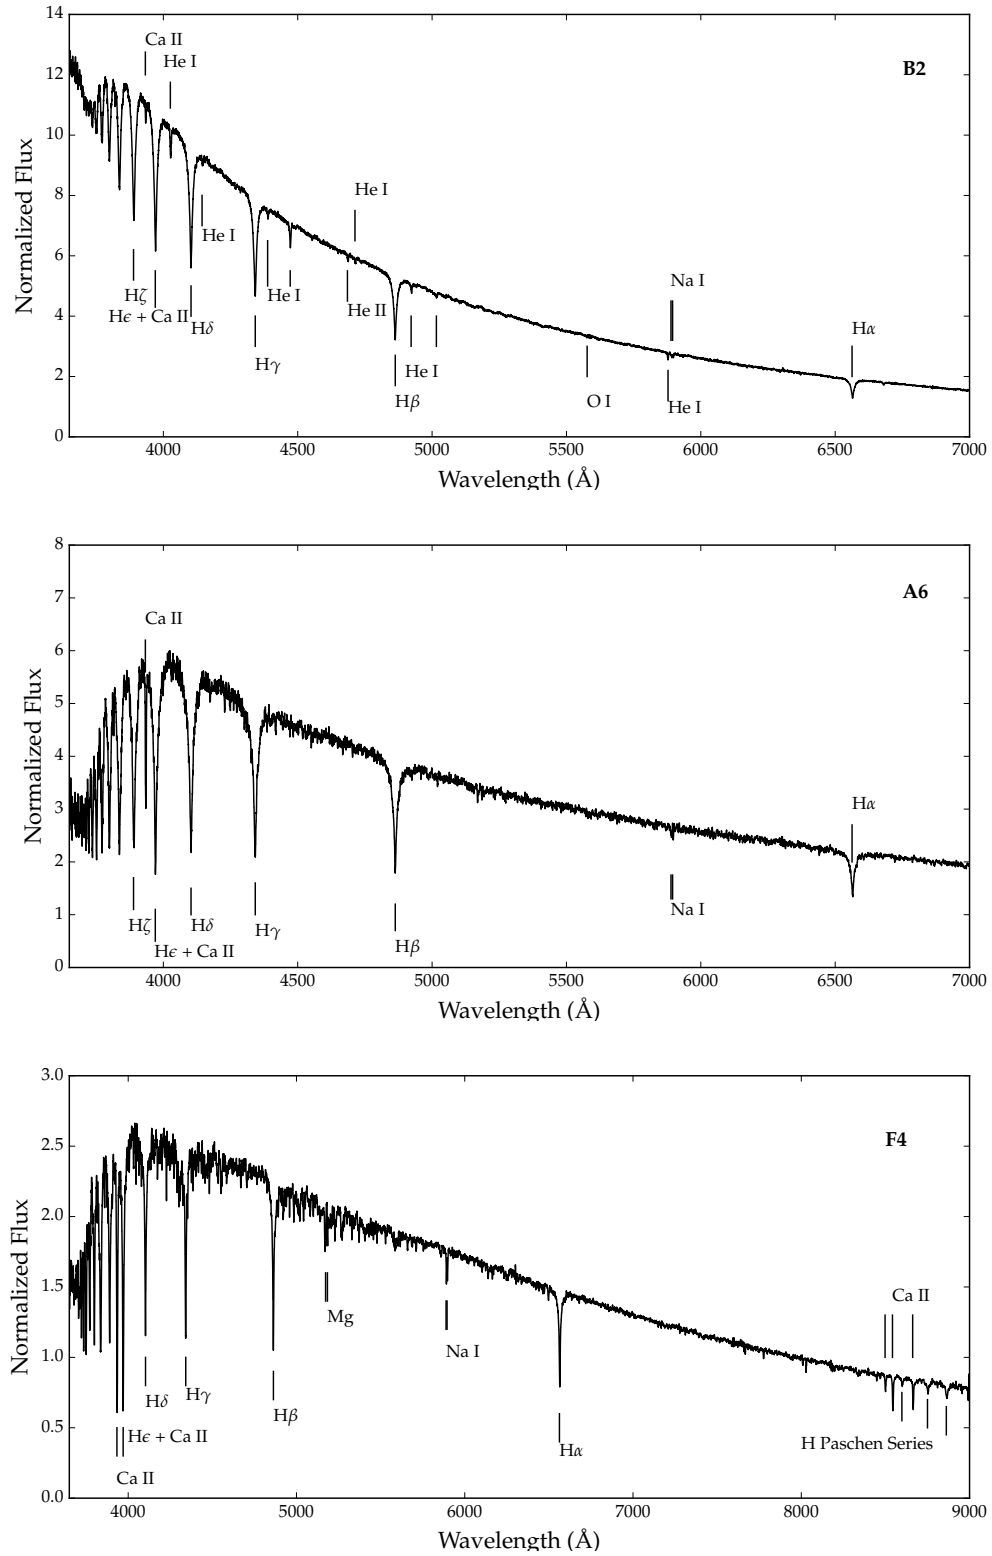 14
Ca II
He I
B2
12
10
8
He I
He I
6
Na I
Hζ
He I
He II
Hϵ + Ca II
Hδ
Hα
4
Hγ
He I
2
Hβ
O I
He I
0
4000 4500 5000 5500 6000 6500 7000
Normalized Flux
Wavelength (Å)
8
7
A6
Ca II
6
5
4
3
Hα
2
1
Hζ
Hδ
Hγ
Na I
Hϵ + Ca II
Hβ
0
4000 4500 5000 5500 6000 6500 7000
Normalized Flux
Wavelength (Å)
3.0
F4
2.5
2.0
1.5
Mg
Ca II
Na I
1.0
Hδ
Hγ
Hβ
Hϵ + Ca II
H Paschen Series
Hα
0.5
Ca II
0.0
4000 5000 6000 7000 8000 9000
Normalized Flux
Wavelength (Å)